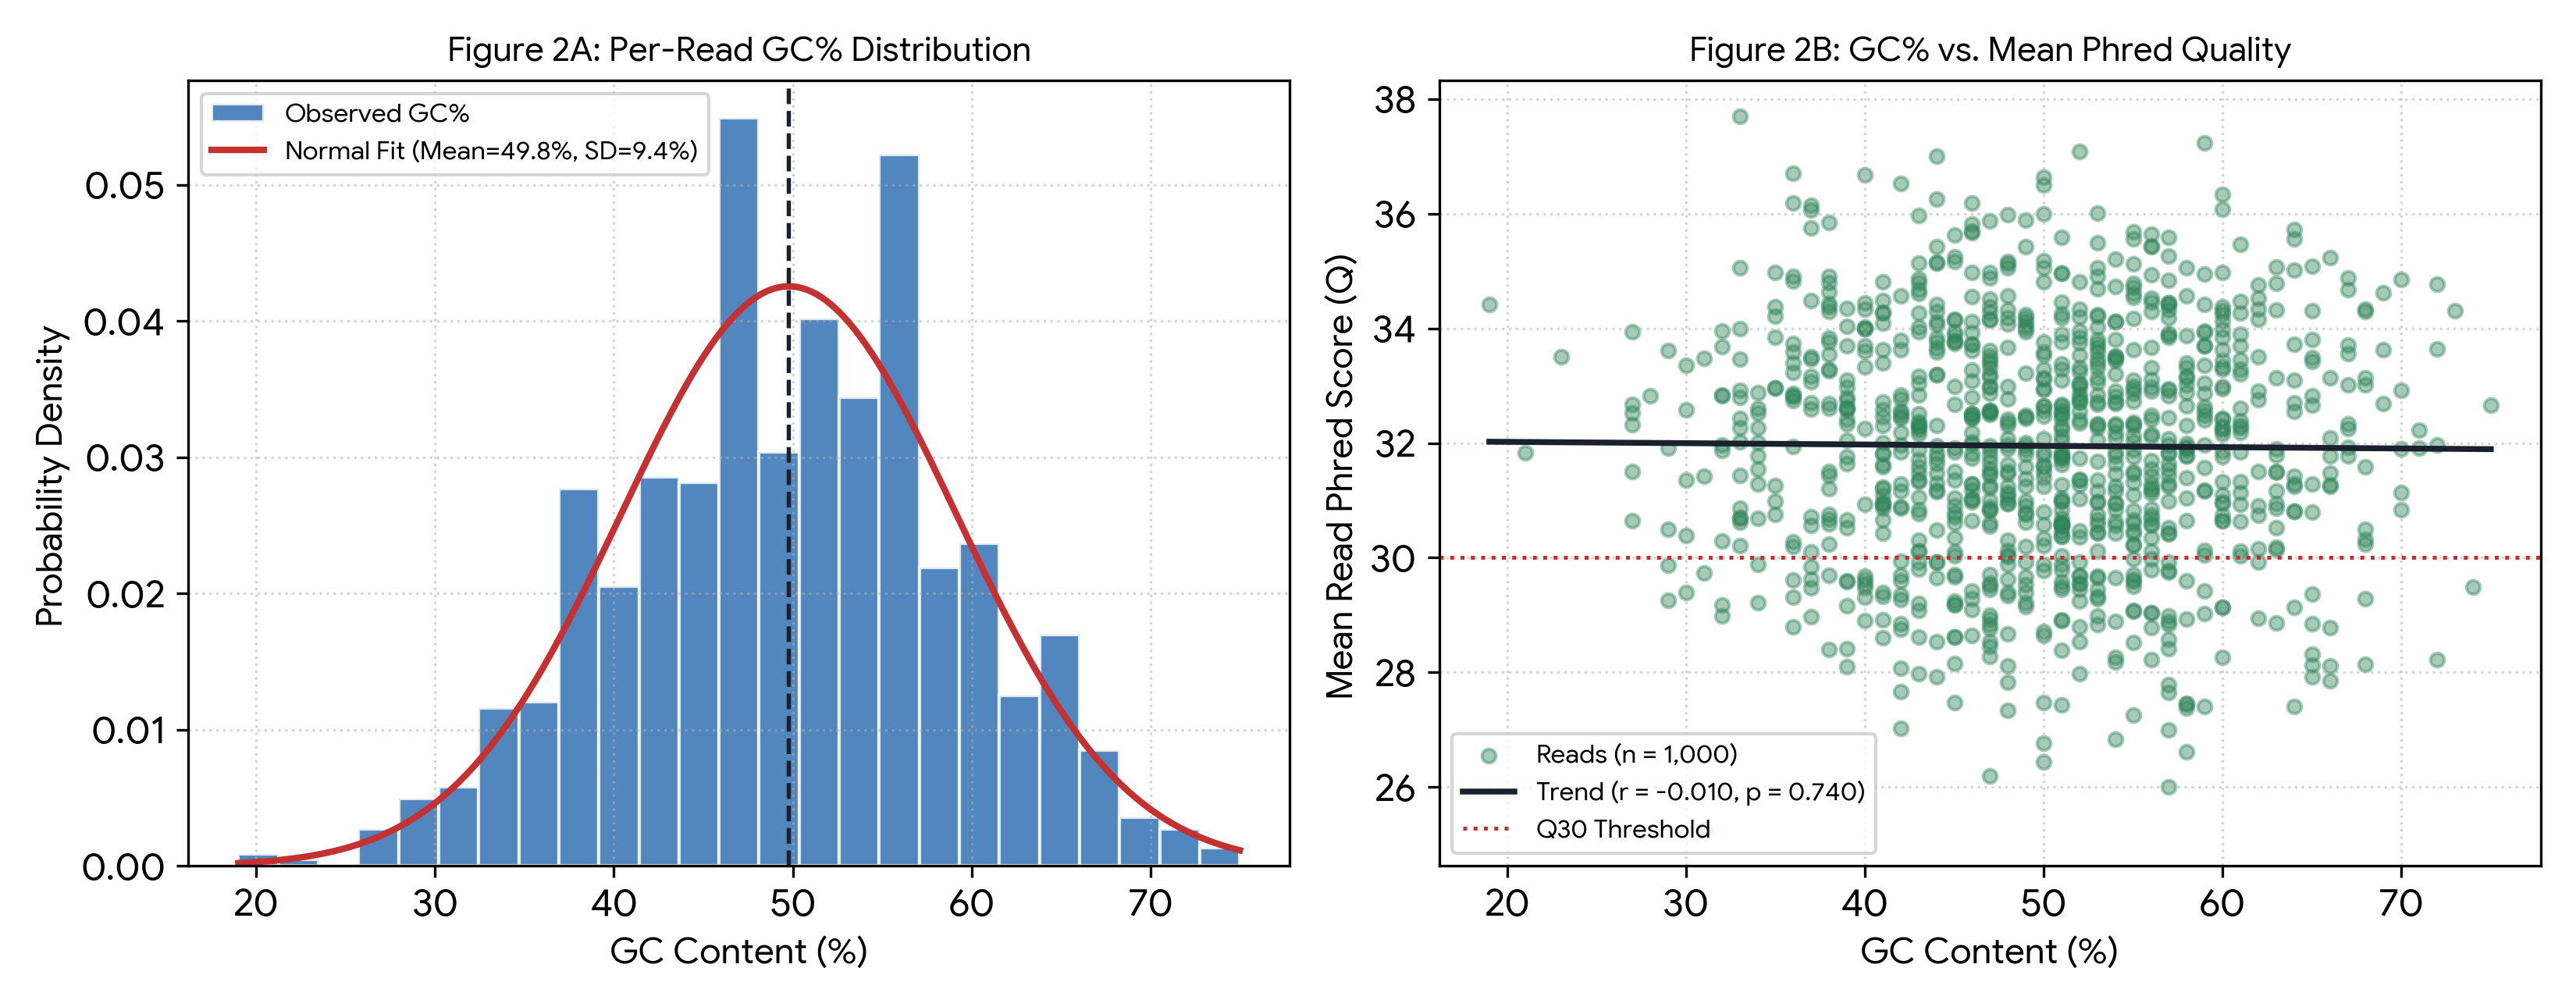 Figure 2A: Per-Read GC% Distribution
Observed GC%
Normal Fit (Mean=49.8%, SD=9.4%)
Probability Density
0.05
0.04
0.03
0.02
0.01
0.00
20
30
40
50
60
70
GC Content (%)
Figure 2B: GC% vs. Mean Phred Quality
Mean Read Phred Score (Q)
38
36
34
32
30
28
26
Reads (n = 1,000)
Trend (r = -0.010, p = 0.740)
Q30 Threshold
20
30
40
50
60
70
GC Content (%)